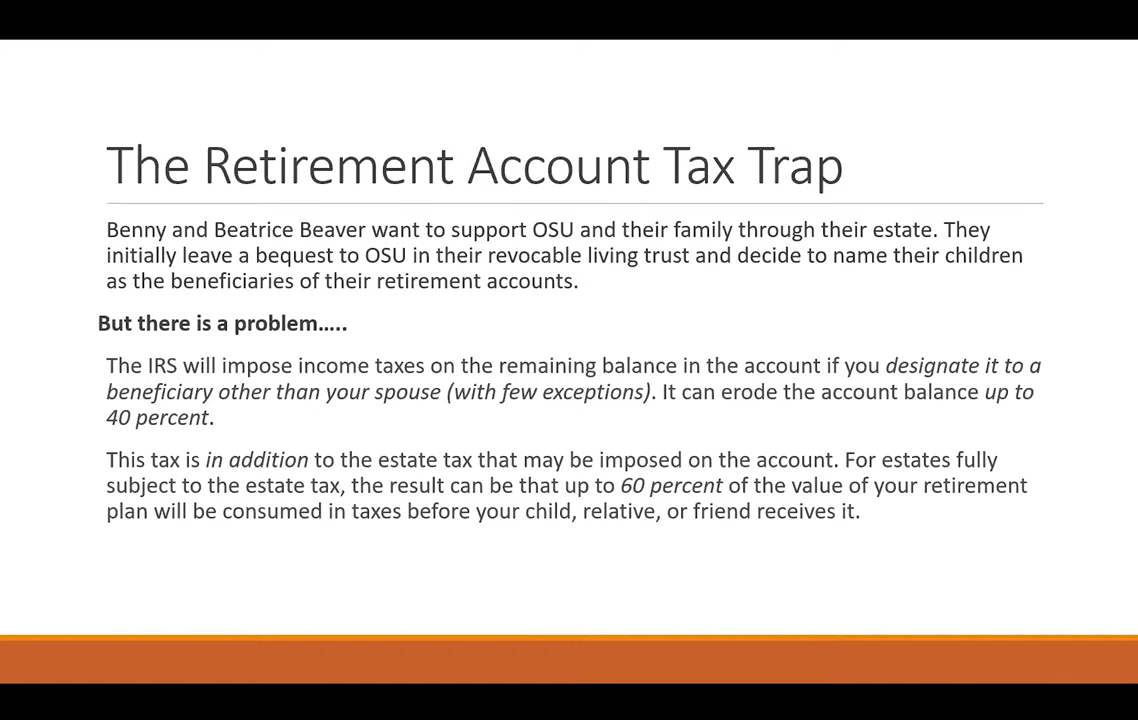 The Retirement Account Tax Trap
Benny and Beatrice Beaver want to support OSU and their family through their estate. They
initially leave a bequest to OSU in their revocable living trust and decide to name their children
as the beneficiaries of their retirement accounts.
But there is a problem.....
The IRS will impose income taxes on the remaining balance in the account if you designate it to a
beneficiary other than your spouse (with few exceptions). It can erode the account balance up to
40 percent.
This tax is in addition to the estate tax that may be imposed on the account. For estates fully
subject to the estate tax, the result can be that up to 60 percent of the value of your retirement
plan will be consumed in taxes before your child, relative, or friend receives it.